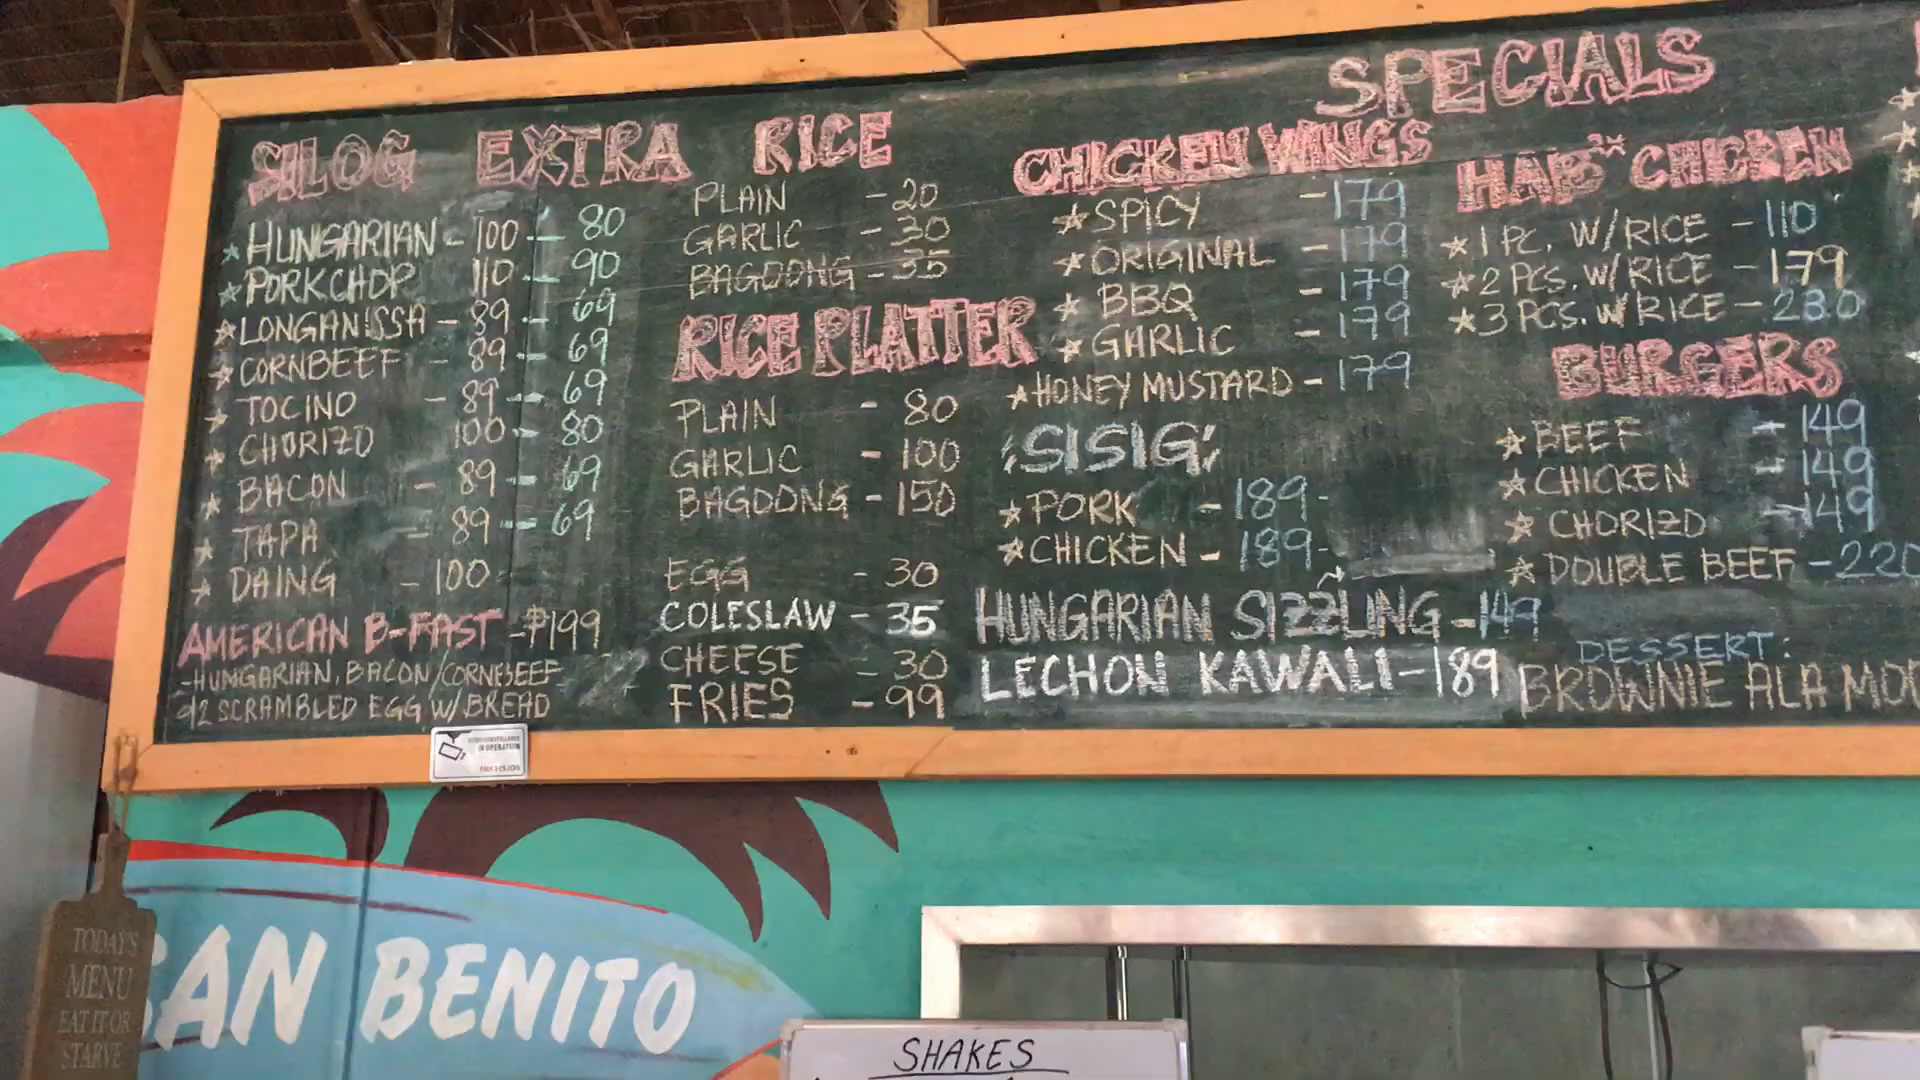 SILOG EXTRA
HUNGARIAN - 100 - 80
PORKCHOP 110 - 90
LONGANISSA - 89 - 69
CORNBEEF - 89 - 69
TOCINO - 89 - 69
CHORIZO 100 - 80
BACON - 89 - 69
TAPA - 89 - 69
DAING - 100
AMERICAN B-FAST - ₱199
-HUNGARIAN, BACON/CORNEBEEF
2 SCRAMBLED EGG W/ BREAD
RICE
PLAIN - 20
GARLIC - 30
BAGOONG - 35
RICE PLATTER
PLAIN - 80
GARLIC - 100
BAGOONG - 150
EGG - 30
COLESLAW - 35
CHEESE - 30
FRIES - 99
SPECIALS
CHICKEN WINGS
SPICY - 179
ORIGINAL - 179
BBQ - 179
GARLIC - 179
HONEY MUSTARD - 179
SISIG
PORK - 189-
CHICKEN - 189-
HUNGARIAN SIZZLING - 149
LECHON KAWALI - 189
CHICKEN
1 PC. W/RICE - 110
2 PCS. W/RICE - 179
3 PCS. W/RICE - 230
BURGERS
BEEF - 149
CHICKEN - 149
CHORIZO - 149
DOUBLE BEEF - 220
DESSERT:
BROWNIE ALA MO
IN OPERATION
SAN BENITO
TODAY'S
MENU
EAT IT OR
STARVE
SHAKES